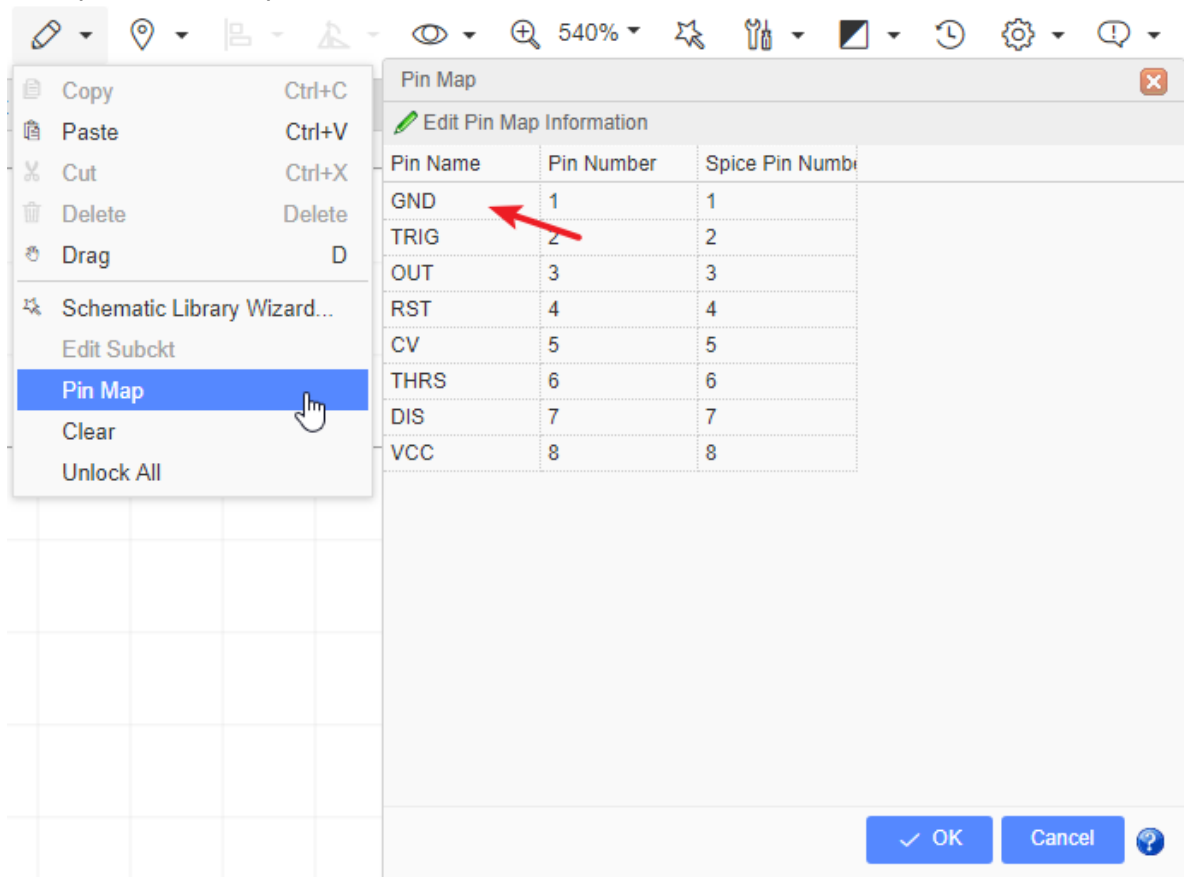 540%
Copy Ctrl+C
Paste Ctrl+V
Cut Ctrl+X
Delete Delete
Drag D
Schematic Library Wizard...
Edit Subckt
Pin Map
Clear
Unlock All
Pin Map
Edit Pin Map Information
Pin Name Pin Number Spice Pin Numbe
GND 1 1
TRIG 2 2
OUT 3 3
RST 4 4
CV 5 5
THRS 6 6
DIS 7 7
VCC 8 8
OK Cancel ?